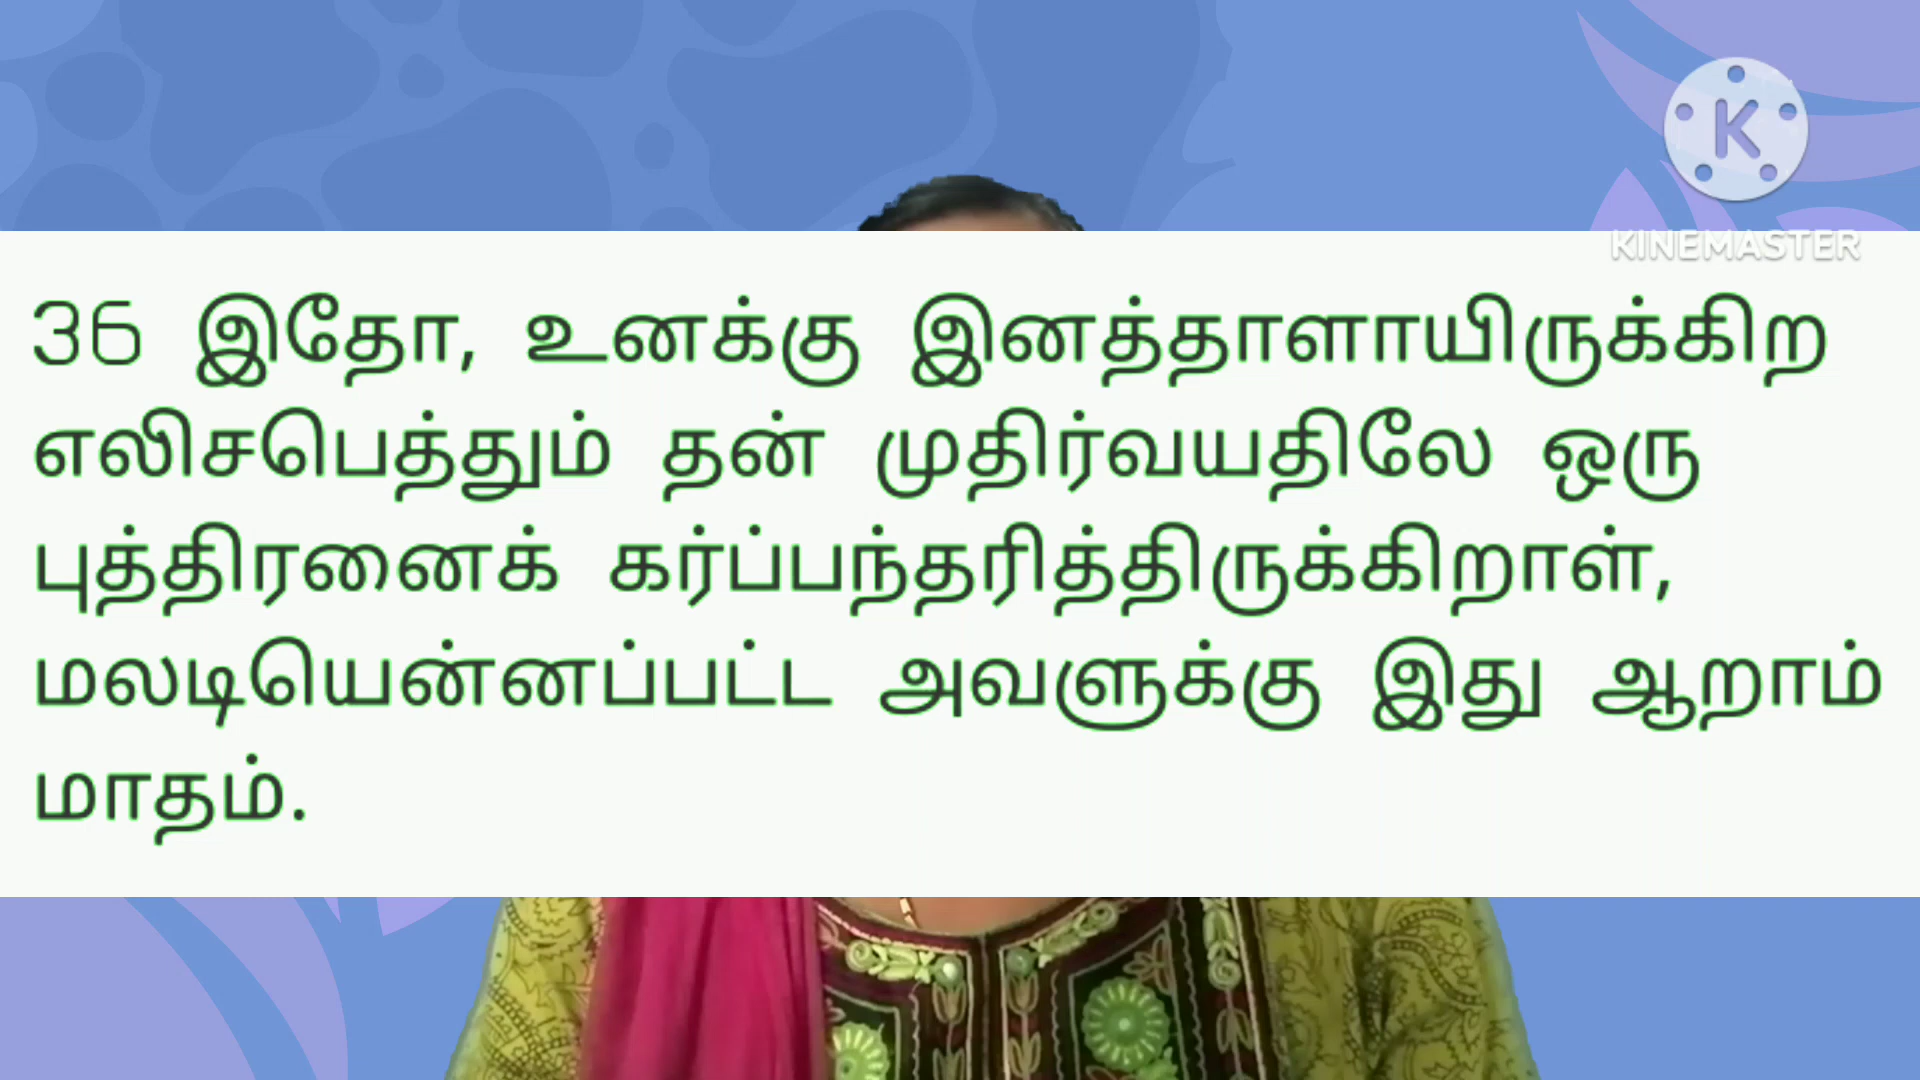 K
KINEMASTER
36 இதோ, உனக்கு இனத்தாளாயிருக்கிற
எலிசபெத்தும் தன் முதிர்வயதிலே ஒரு
புத்திரனைக் கர்ப்பந்தரித்திருக்கிறாள்,
மலடியென்னப்பட்ட அவளுக்கு இது ஆறாம்
மாதம்.